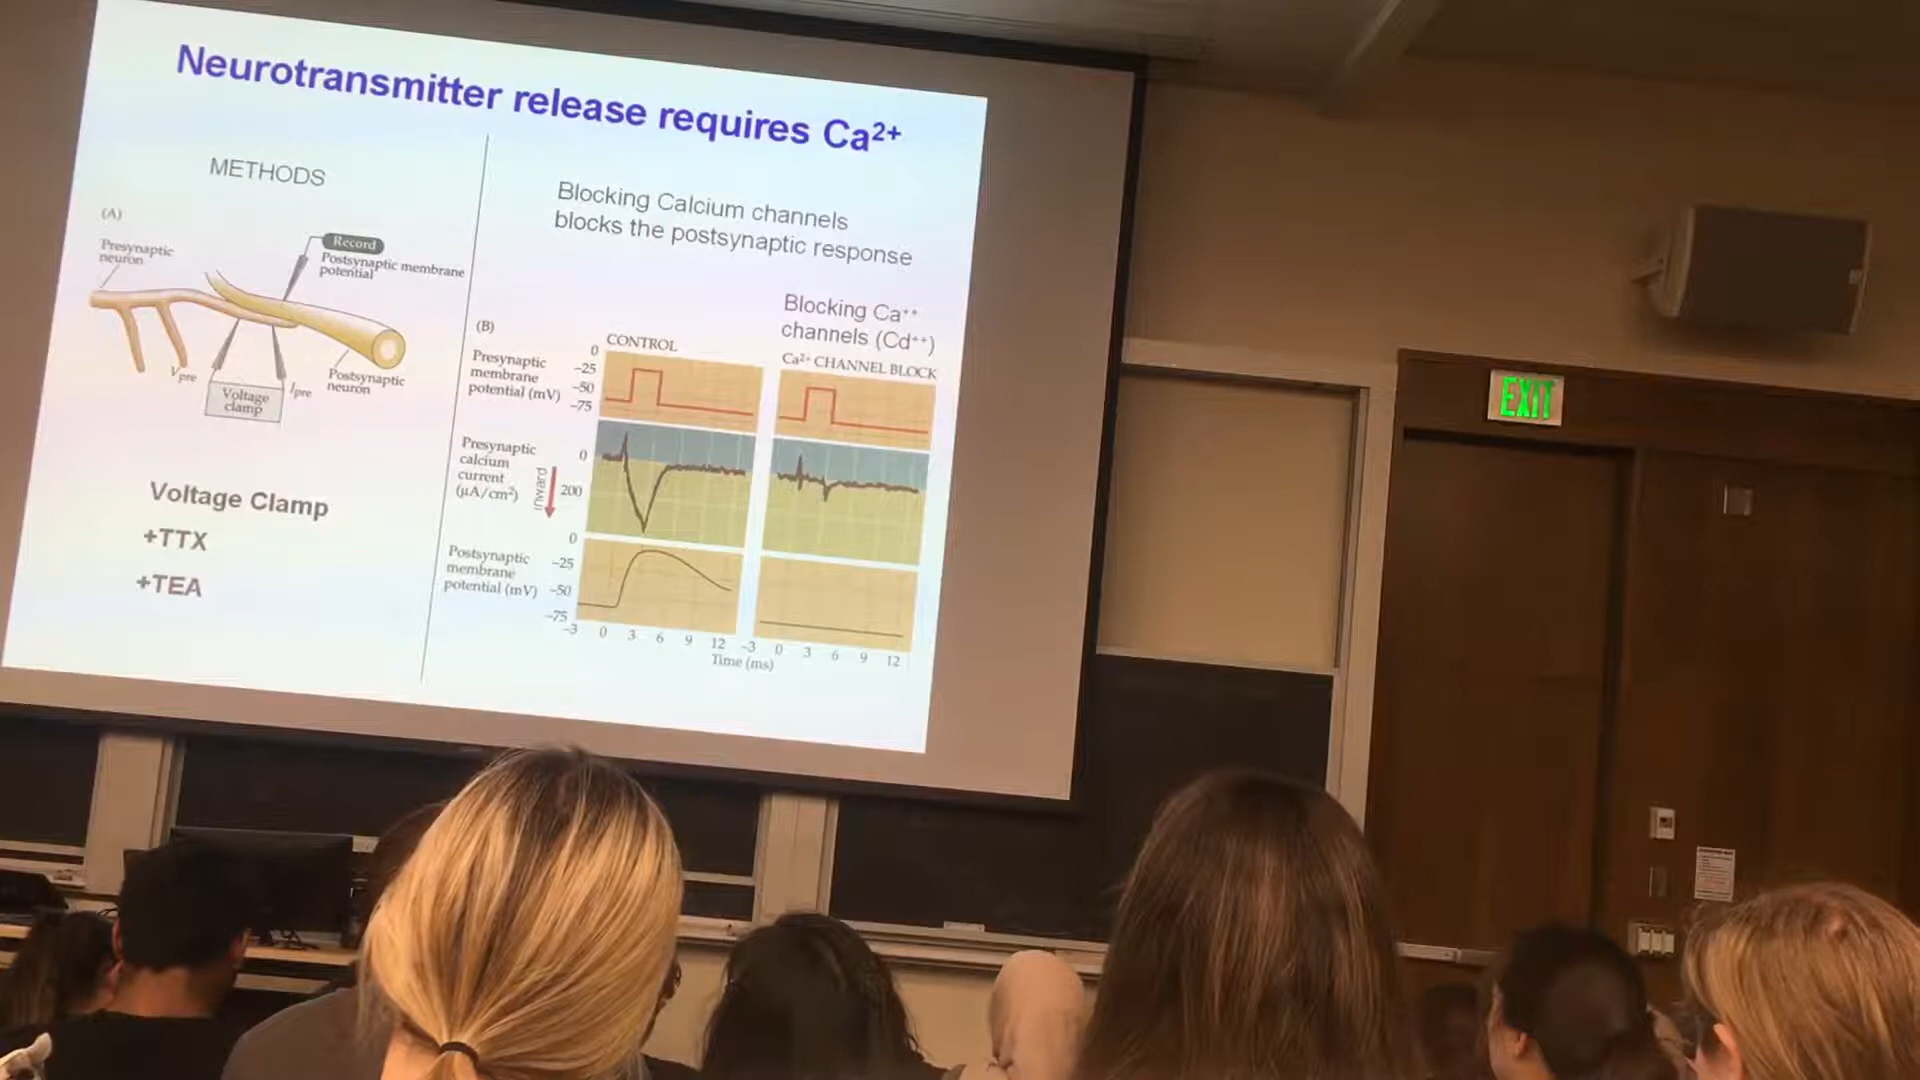 Neurotransmitter release requires Ca²⁺
METHODS
(A)
Presynaptic
neuron
Record
Postsynaptic membrane
potential
Vpre
Voltage
clamp
Ipre
Postsynaptic
neuron
Voltage Clamp
+TTX
+TEA
Blocking Calcium channels
blocks the postsynaptic response
Blocking Ca⁺⁺
channels (Cd⁺⁺)
(B)
CONTROL
Ca²⁺ CHANNEL BLOCK
Presynaptic
membrane
potential (mV)
0
−25
−50
−75
Presynaptic
calcium
current
(μA/cm²)
inward
0
200
Postsynaptic
membrane
potential (mV)
0
−25
−50
−75
−3 0 3 6 9 12
−3 0 3 6 9 12
Time (ms)
EXIT